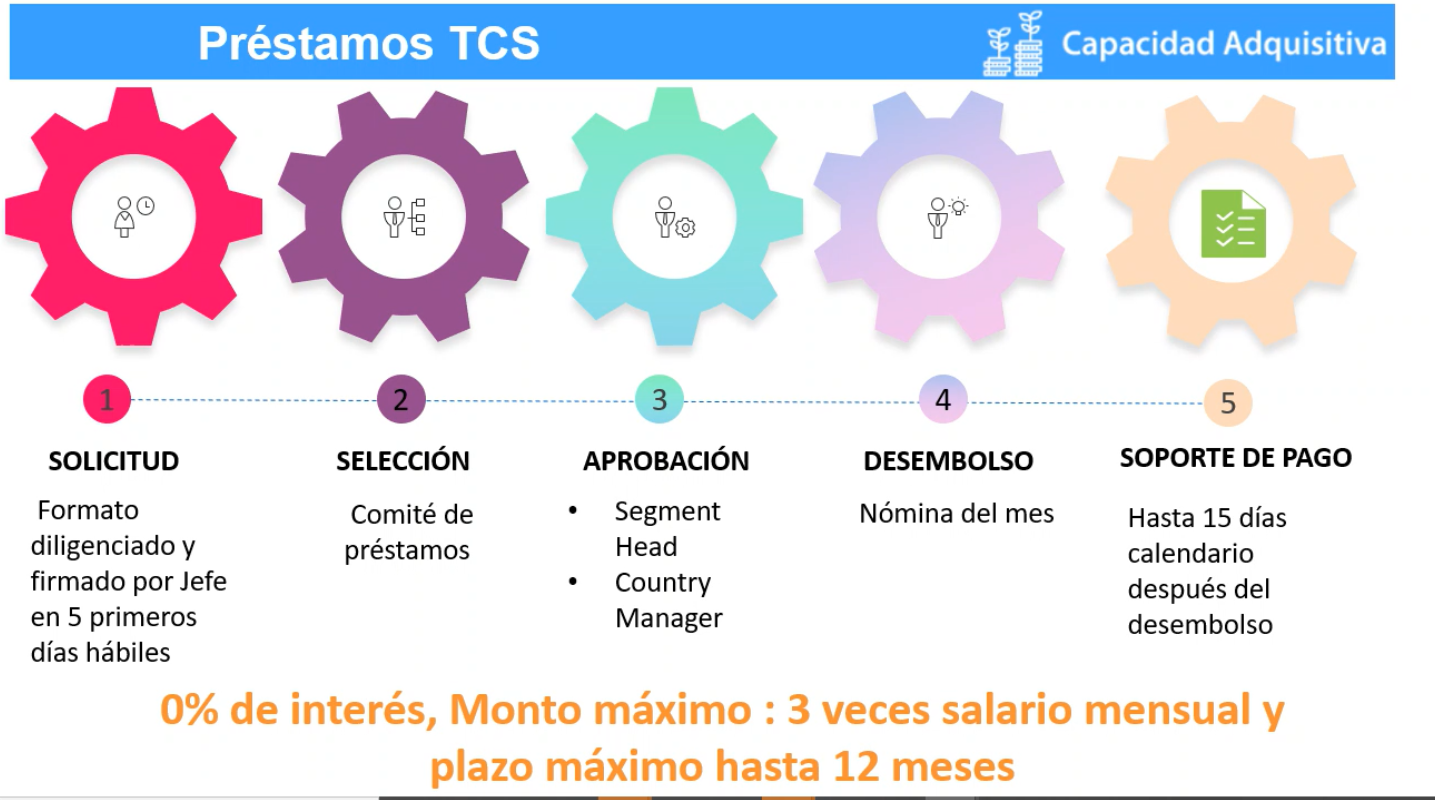 Préstamos TCS
Capacidad Adquisitiva
1
2
3
4
5
SOLICITUD
Formato
diligenciado y
firmado por Jefe
en 5 primeros
días hábiles
SELECCIÓN
Comité de
préstamos
APROBACIÓN
• Segment
Head
• Country
Manager
DESEMBOLSO
Nómina del mes
SOPORTE DE PAGO
Hasta 15 días
calendario
después del
desembolso
0% de interés, Monto máximo : 3 veces salario mensual y
plazo máximo hasta 12 meses